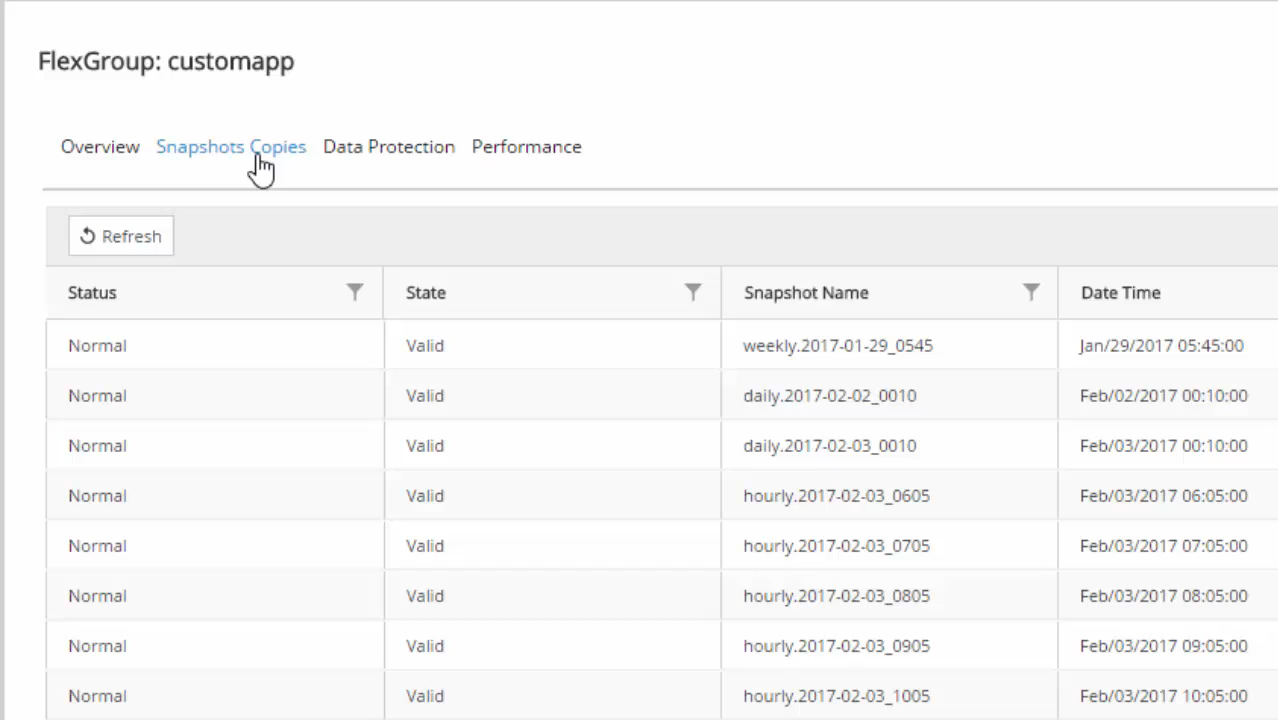 FlexGroup: customapp
Overview Snapshots Copies Data Protection Performance
Refresh
Status State Snapshot Name Date Time
Normal Valid weekly.2017-01-29_0545 Jan/29/2017 05:45:00
Normal Valid daily.2017-02-02_0010 Feb/02/2017 00:10:00
Normal Valid daily.2017-02-03_0010 Feb/03/2017 00:10:00
Normal Valid hourly.2017-02-03_0605 Feb/03/2017 06:05:00
Normal Valid hourly.2017-02-03_0705 Feb/03/2017 07:05:00
Normal Valid hourly.2017-02-03_0805 Feb/03/2017 08:05:00
Normal Valid hourly.2017-02-03_0905 Feb/03/2017 09:05:00
Normal Valid hourly.2017-02-03_1005 Feb/03/2017 10:05:00